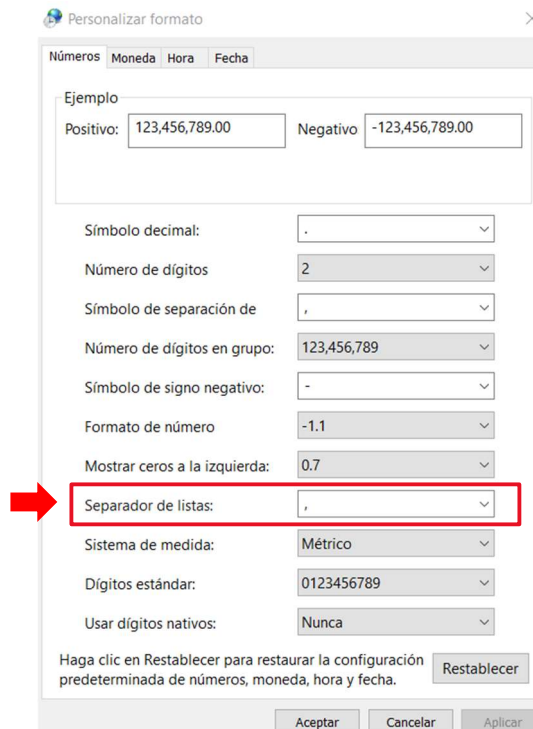 Personalizar formato
Números Moneda Hora Fecha
Ejemplo
Positivo: 123,456,789.00 Negativo -123,456,789.00
Símbolo decimal: .
Número de dígitos 2
Símbolo de separación de ,
Número de dígitos en grupo: 123,456,789
Símbolo de signo negativo: -
Formato de número -1.1
Mostrar ceros a la izquierda: 0.7
Separador de listas: ,
Sistema de medida: Métrico
Dígitos estándar: 0123456789
Usar dígitos nativos: Nunca
Haga clic en Restablecer para restaurar la configuración
predeterminada de números, moneda, hora y fecha. Restablecer
Aceptar Cancelar Aplicar